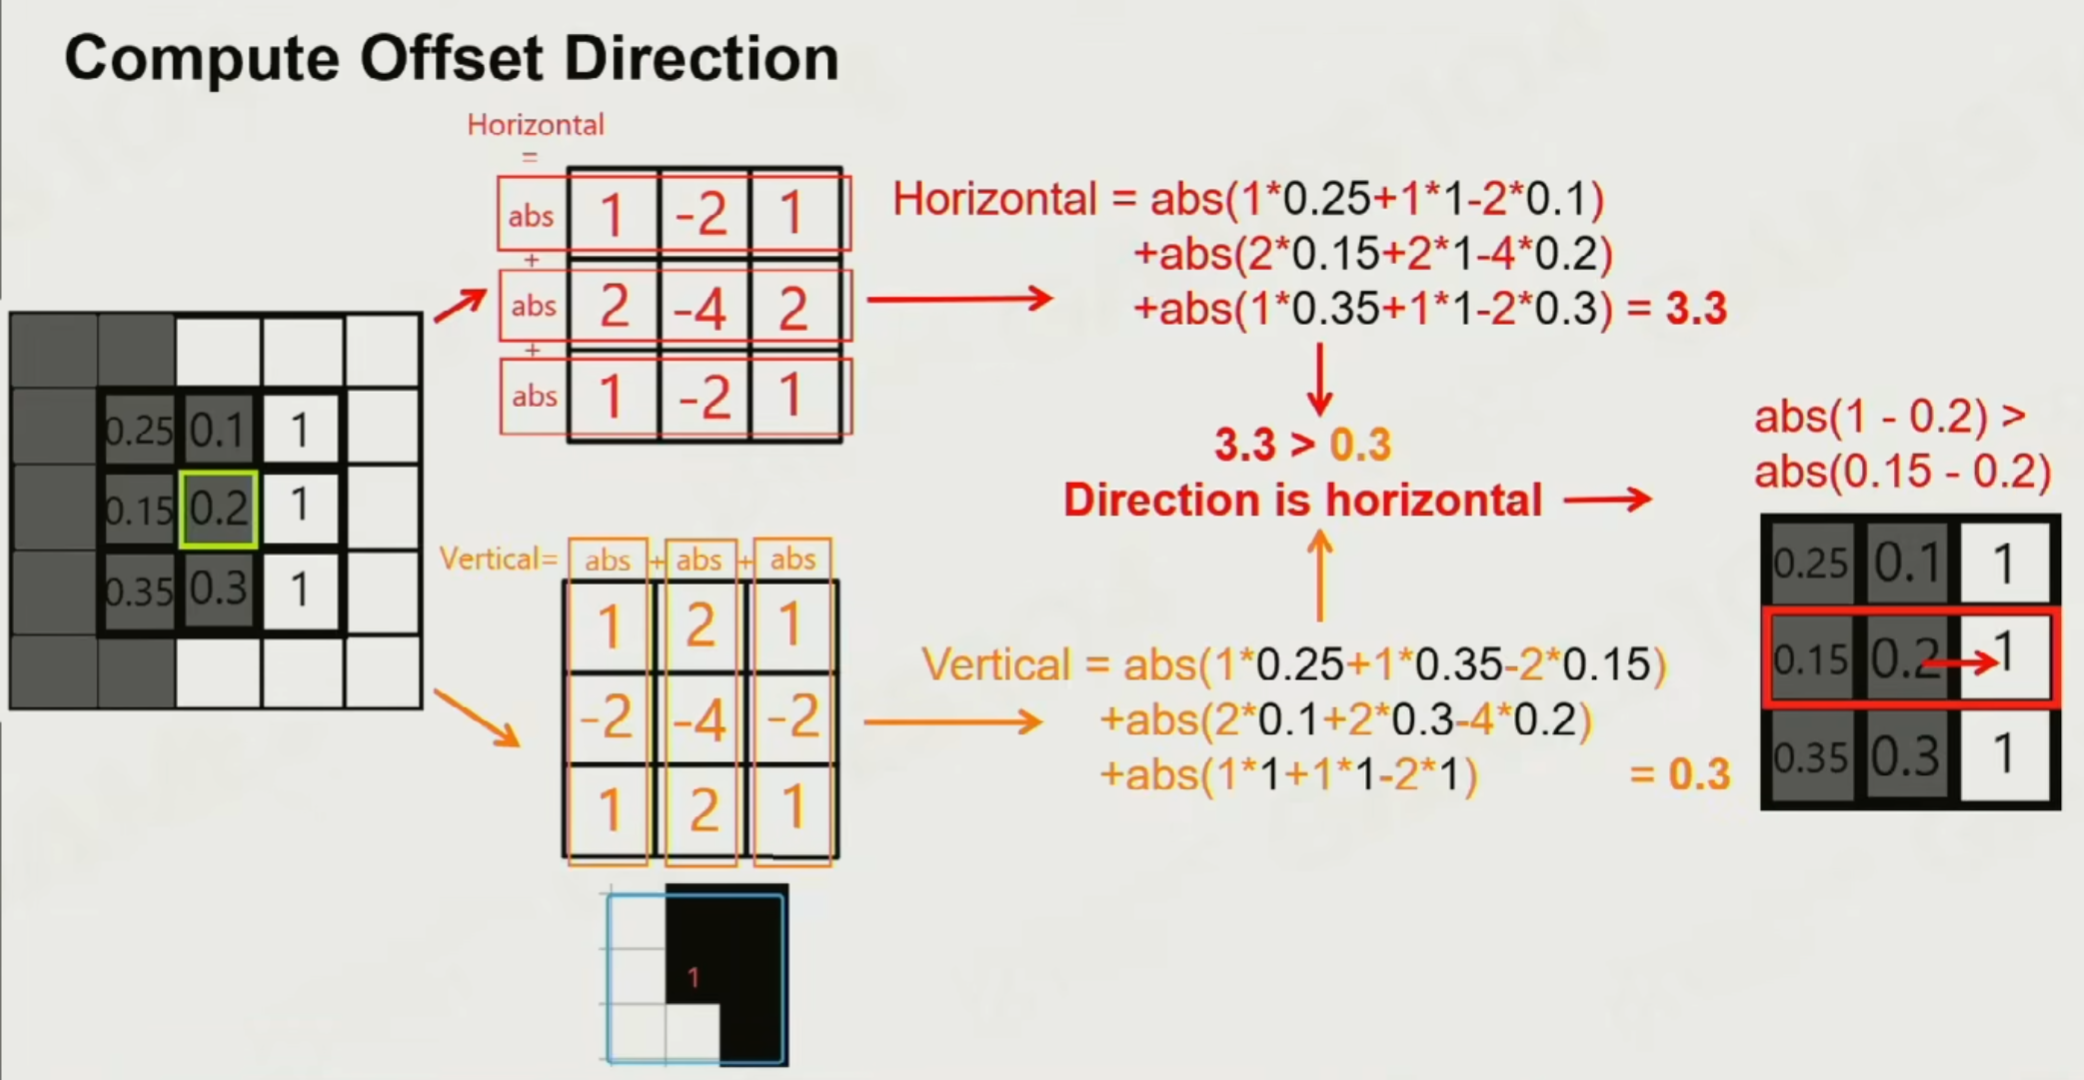 Compute Offset Direction
Horizontal
=
abs 1 -2 1
+
abs 2 -4 2
+
abs 1 -2 1
Horizontal = abs(1*0.25+1*1-2*0.1)
+abs(2*0.15+2*1-4*0.2)
+abs(1*0.35+1*1-2*0.3) = 3.3
0.25 0.1 1
0.15 0.2 1
0.35 0.3 1
3.3 > 0.3
Direction is horizontal
Vertical= abs + abs + abs
1 2 1
-2 -4 -2
1 2 1
Vertical = abs(1*0.25+1*0.35-2*0.15)
+abs(2*0.1+2*0.3-4*0.2)
+abs(1*1+1*1-2*1) = 0.3
abs(1 - 0.2) >
abs(0.15 - 0.2)
0.25 0.1 1
0.15 0.2 1
0.35 0.3 1
1